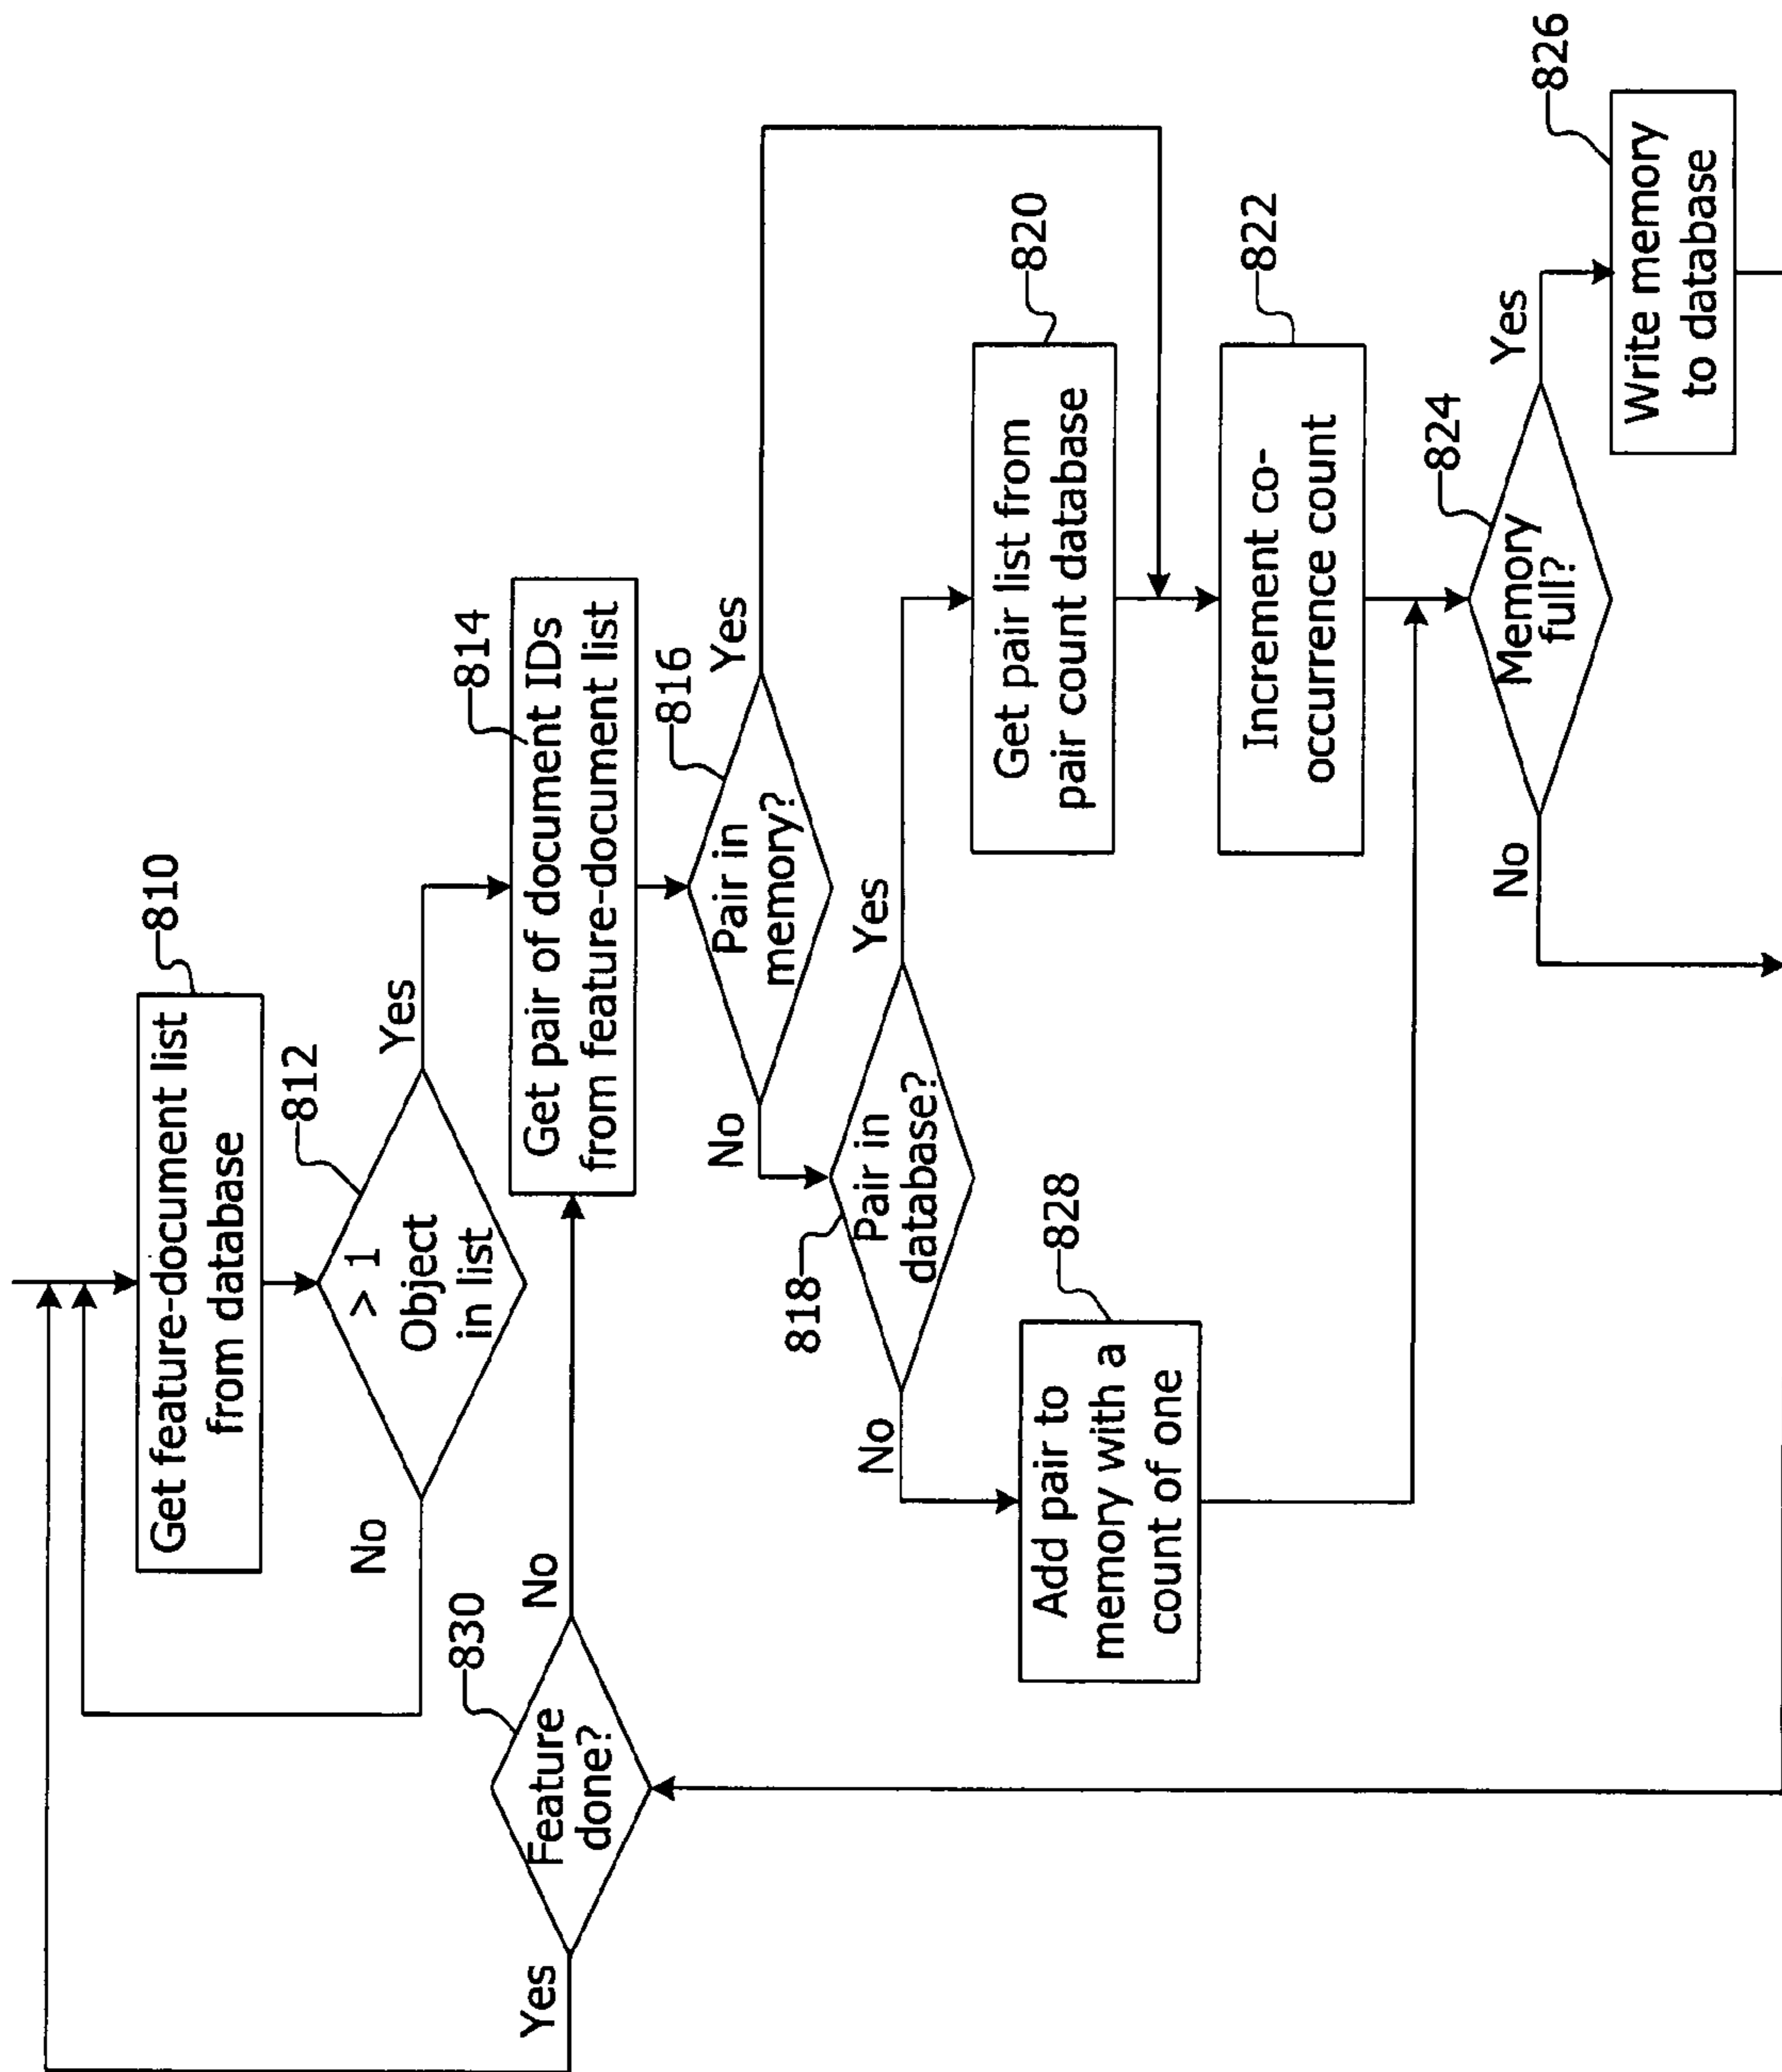 810
Get feature-document list
from database
812
> 1
Object
in list
Yes
No
814
Get pair of document IDs
from feature-document list
830
Feature
done?
No
Yes
816
Pair in
memory?
Yes
No
818
Pair in
database?
Yes
No
820
Get pair list from
pair count database
828
Add pair to
memory with a
count of one
822
Increment co-
occurrence count
824
Memory
full?
Yes
No
826
Write memory
to database